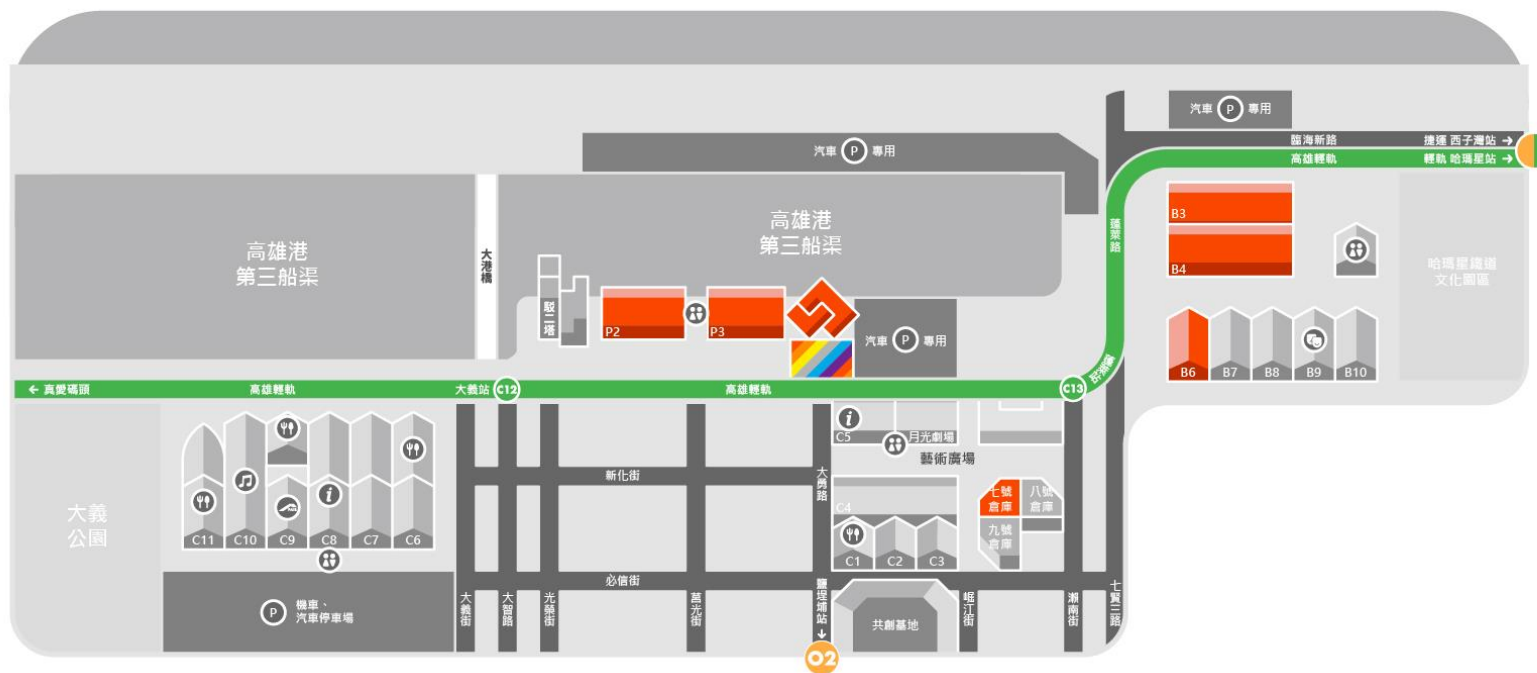 汽車 P 專用
臨海新路
捷運 西子灣站 →
高雄輕軌
輕軌 哈瑪星站 →
汽車 P 專用
高雄港
第三船渠
大港橋
高雄港
第三船渠
蓬萊路
B3
B4
哈瑪星鐵道
文化園區
駁二塔
P2
P3
汽車 P 專用
B6
B7
B8
B9
B10
← 真愛碼頭
高雄輕軌
大義站
C12
高雄輕軌
C13
i
C5
月光劇場
藝術廣場
大義
公園
C11
C10
C9
i
C8
C7
C6
新化街
大勇路
C4
C1
C2
C3
七號
倉庫
八號
倉庫
九號
倉庫
必信街
P
機車、
汽車停車場
大義街
大智路
光榮街
莒光街
鹽埕埔站 ↓
O2
共創基地
崛江街
瀨南街
七賢三路